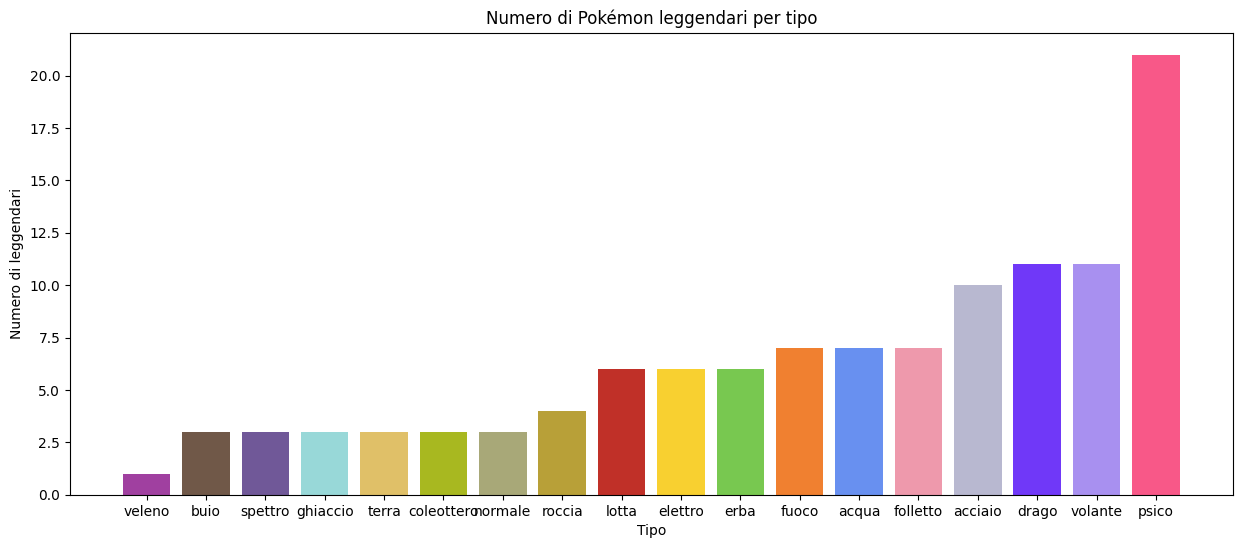 Numero di Pokémon leggendari per tipo
Numero di leggendari
20.0
17.5
15.0
12.5
10.0
7.5
5.0
2.5
0.0
veleno buio spettro ghiaccio terra coleottero normale roccia lotta elettro erba fuoco acqua folletto acciaio drago volante psico
Tipo